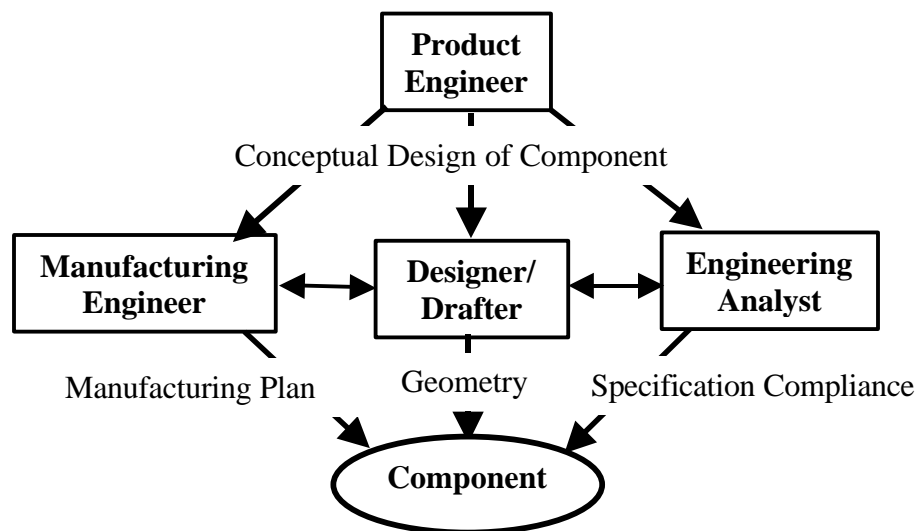 Product
Engineer
Conceptual Design of Component
Manufacturing
Engineer
Designer/
Drafter
Engineering
Analyst
Manufacturing Plan
Geometry
Specification Compliance
Component